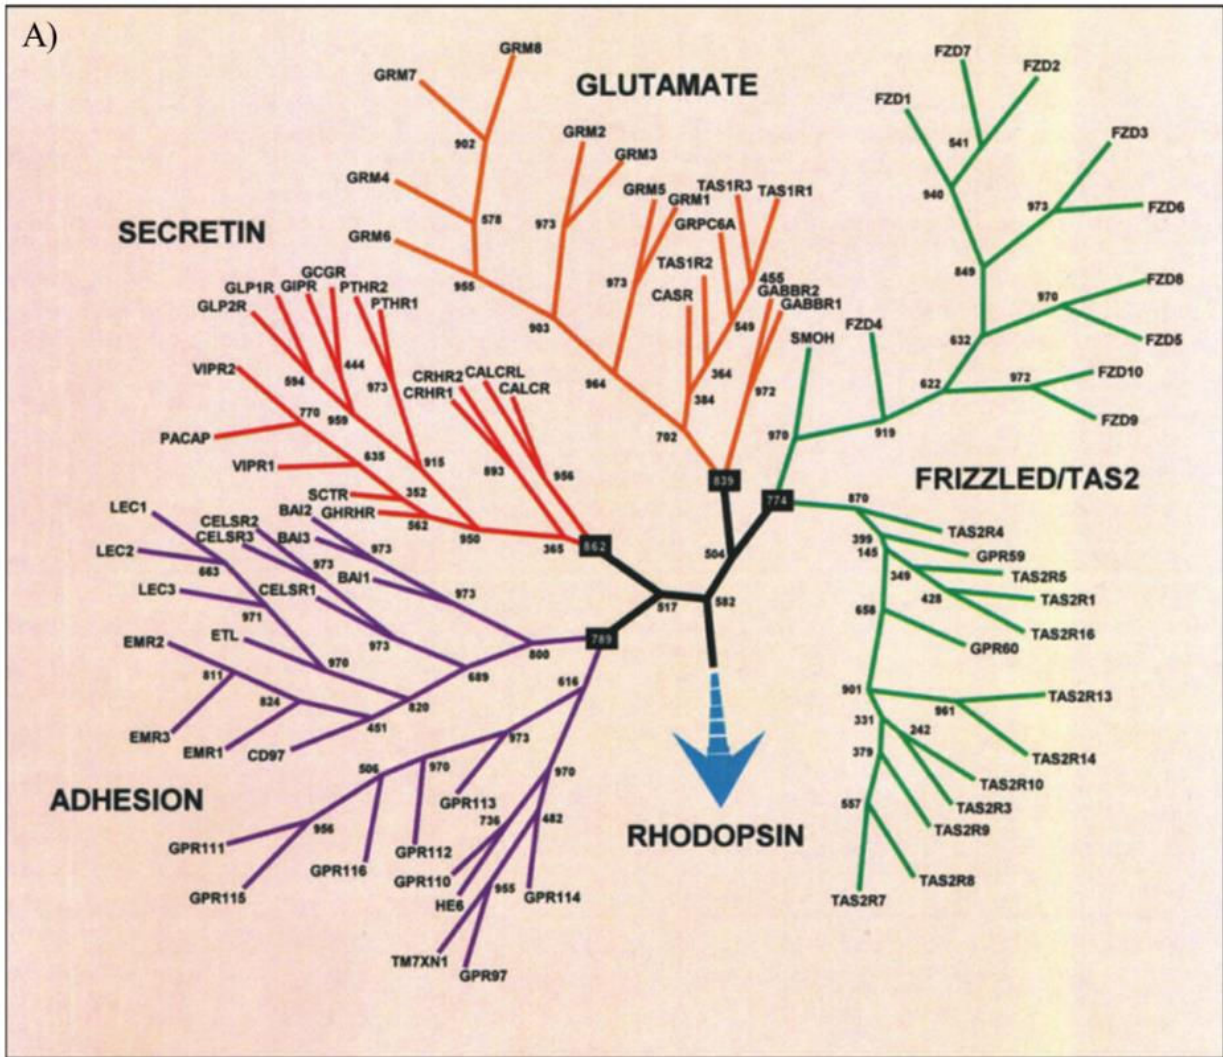 A)
GRM8
GRM7
GLUTAMATE
FZD7
FZD2
FZD1
GRM2
902
541
FZD3
GRM3
GRM4
GRM5
TAS1R3
TAS1R1
GRM1
940
973
FZD6
578
973
GRPC6A
SECRETIN
GRM6
TAS1R2
849
GCGR
955
973
455
FZD8
GLP1R
GIPR
PTHR2
CASR
GABBR2
970
GLP2R
PTHR1
GABBR1
903
549
SMOH
FZD4
632
FZD5
VIPR2
594
444
973
CRHR2
CALCRL
964
364
622
972
FZD10
CRHR1
CALCR
384
972
770
959
FZD9
PACAP
702
970
919
635
915
VIPR1
893
956
839
FRIZZLED/TAS2
352
SCTR
774
870
LEC1
BAI2
GHRHR
562
CELSR2
950
365
862
TAS2R4
CELSR3
BAI3
399
LEC2
973
504
145
GPR59
973
663
BAI1
349
TAS2R5
LEC3
CELSR1
973
517
582
428
TAS2R1
971
658
EMR2
ETL
973
789
TAS2R16
800
GPR60
970
811
689
616
824
820
901
TAS2R13
451
961
EMR3
331
EMR1
CD97
973
242
379
506
970
970
TAS2R14
ADHESION
GPR113
TAS2R10
557
TAS2R3
956
736
482
RHODOPSIN
TAS2R9
GPR111
GPR112
GPR116
GPR110
TAS2R8
GPR115
955
HE6
GPR114
TAS2R7
TM7XN1
GPR97